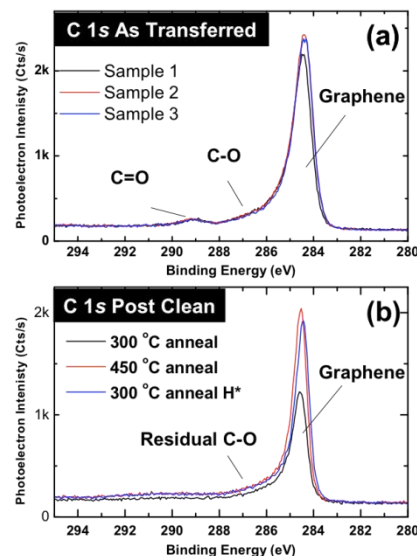 C 1s As Transferred
(a)
Sample 1
Sample 2
Sample 3
Graphene
C-O
C=O
Photoelectron Intenisty (Cts/s)
2k
1k
0
294 292 290 288 286 284 282 280
Binding Energy (eV)
C 1s Post Clean
(b)
300 °C anneal
450 °C anneal
300 °C anneal H*
Graphene
Residual C-O
Photoelectron Intenisty (Cts/s)
2k
1k
0
294 292 290 288 286 284 282 280
Binding Energy (eV)